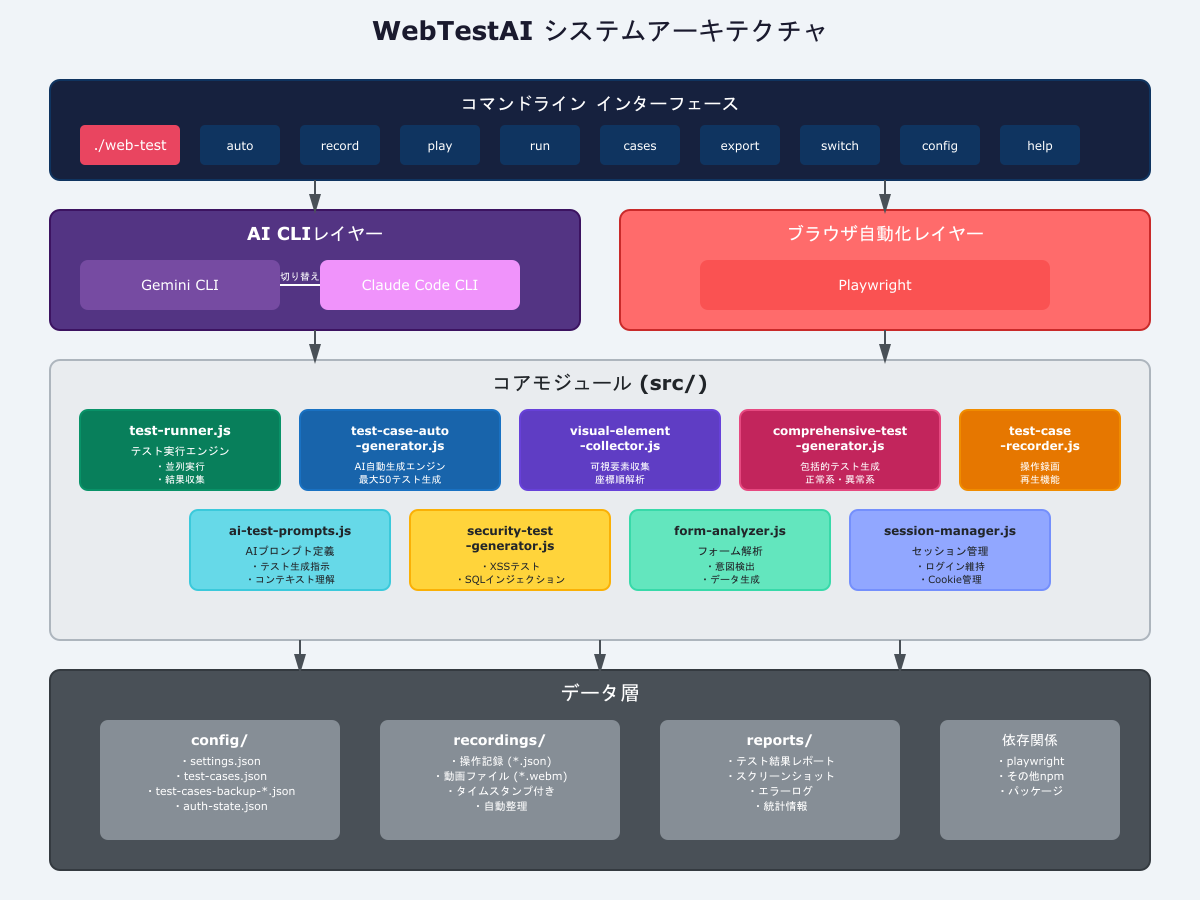 WebTestAI システムアーキテクチャ
コマンドライン インターフェース
./web-test
auto
record
play
run
cases
export
switch
config
help
AI CLIレイヤー
Gemini CLI
切り替え
Claude Code CLI
ブラウザ自動化レイヤー
Playwright
コアモジュール (src/)
test-runner.js
テスト実行エンジン
・並列実行
・結果収集
test-case-auto
-generator.js
AI自動生成エンジン
最大50テスト生成
visual-element
-collector.js
可視要素収集
座標順解析
comprehensive-test
-generator.js
包括的テスト生成
正常系・異常系
test-case
-recorder.js
操作録画
再生機能
ai-test-prompts.js
AIプロンプト定義
・テスト生成指示
・コンテキスト理解
security-test
-generator.js
・XSSテスト
・SQLインジェクション
form-analyzer.js
フォーム解析
・意図検出
・データ生成
session-manager.js
セッション管理
・ログイン維持
・Cookie管理
データ層
config/
・settings.json
・test-cases.json
・test-cases-backup-*.json
・auth-state.json
recordings/
・操作記録 (*.json)
・動画ファイル (*.webm)
・タイムスタンプ付き
・自動整理
reports/
・テスト結果レポート
・スクリーンショット
・エラーログ
・統計情報
依存関係
・playwright
・その他npm
・パッケージ